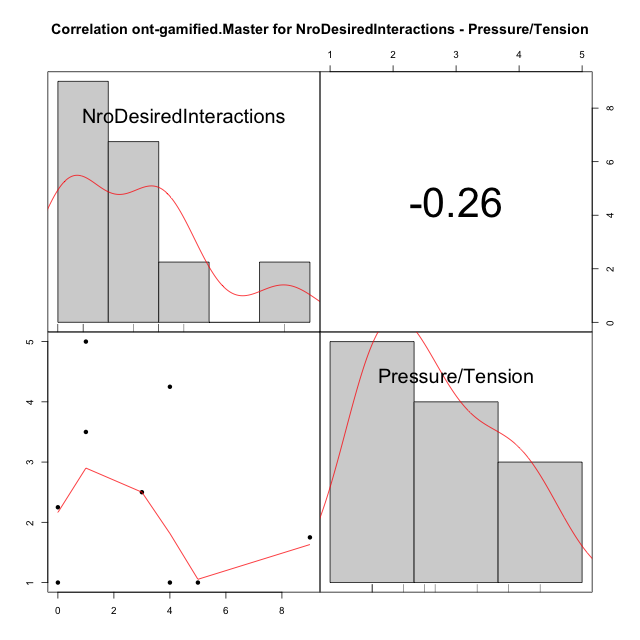 Correlation ont-gamified.Master for NroDesiredInteractions - Pressure/Tension
1 2 3 4 5
NroDesiredInteractions
-0.26
8
6
4
2
0
Pressure/Tension
5
4
3
2
1
0 2 4 6 8